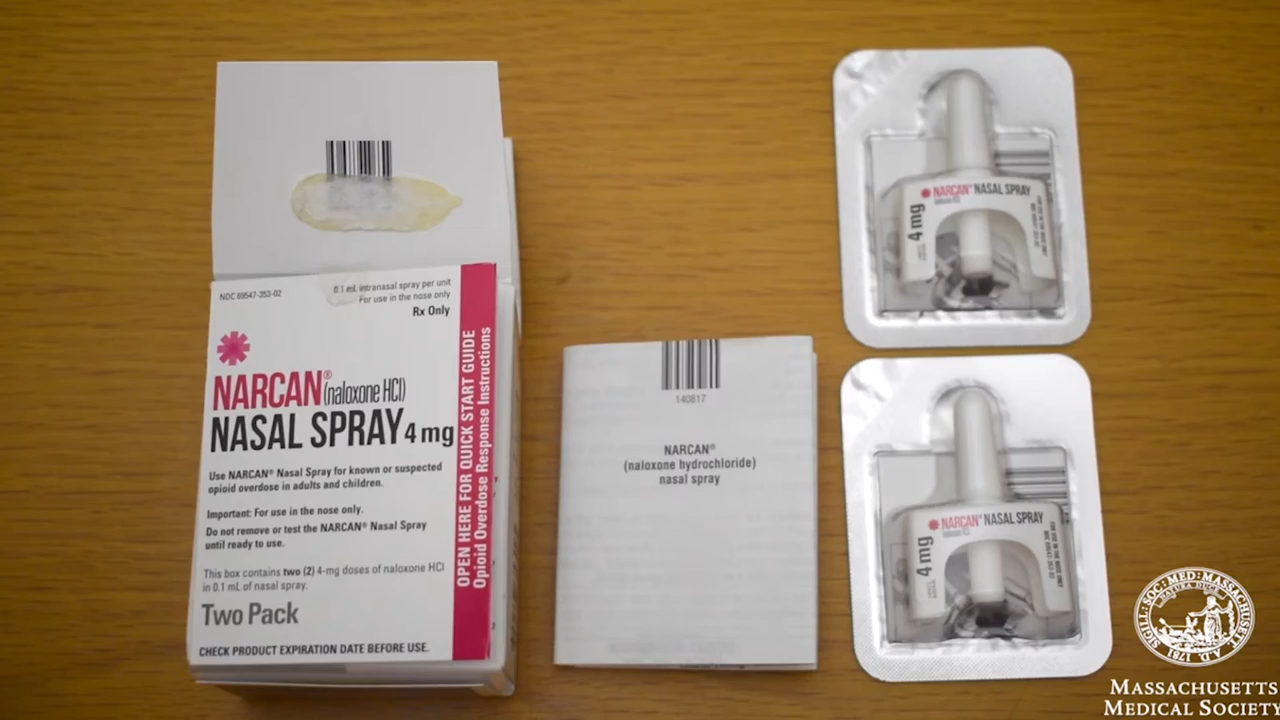 NDC 69547-353-02
0.1 mL intranasal spray per unit
For use in the nose only
Rx Only
NARCAN® (naloxone HCl)
NASAL SPRAY 4 mg
Use NARCAN® Nasal Spray for known or suspected
opioid overdose in adults and children.
Important: For use in the nose only.
Do not remove or test the NARCAN® Nasal Spray
until ready to use.
This box contains two (2) 4-mg doses of naloxone HCl
in 0.1 mL of nasal spray.
Two Pack
CHECK PRODUCT EXPIRATION DATE BEFORE USE.
OPEN HERE FOR QUICK START GUIDE
Opioid Overdose Response Instructions
140817
NARCAN®
(naloxone hydrochloride)
nasal spray
NARCAN® NASAL SPRAY
4 mg
NARCAN® NASAL SPRAY
4 mg
SIGILL: SOC: MED: MASSACHUSETT.
A.D. 1781
MASSACHUSETTS
MEDICAL SOCIETY